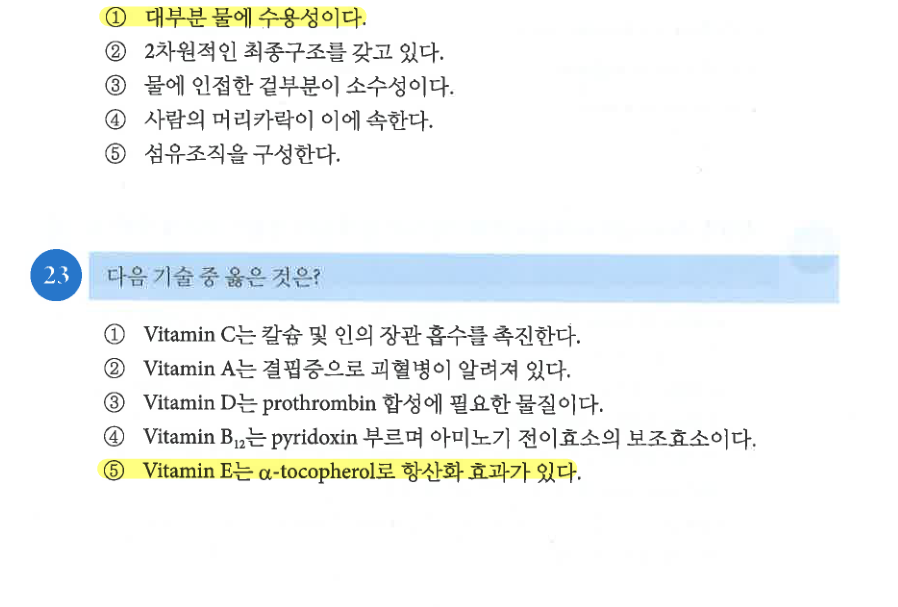 ① 대부분 물에 수용성이다.
② 2차원적인 최종구조를 갖고 있다.
③ 물에 인접한 겉부분이 소수성이다.
④ 사람의 머리카락이 이에 속한다.
⑤ 섬유조직을 구성한다.
23 다음 기술 중 옳은 것은?
① Vitamin C는 칼슘 및 인의 장관 흡수를 촉진한다.
② Vitamin A는 결핍증으로 괴혈병이 알려져 있다.
③ Vitamin D는 prothrombin 합성에 필요한 물질이다.
④ Vitamin B₁₂는 pyridoxin 부르며 아미노기 전이효소의 보조효소이다.
⑤ Vitamin E는 α-tocopherol로 항산화 효과가 있다.